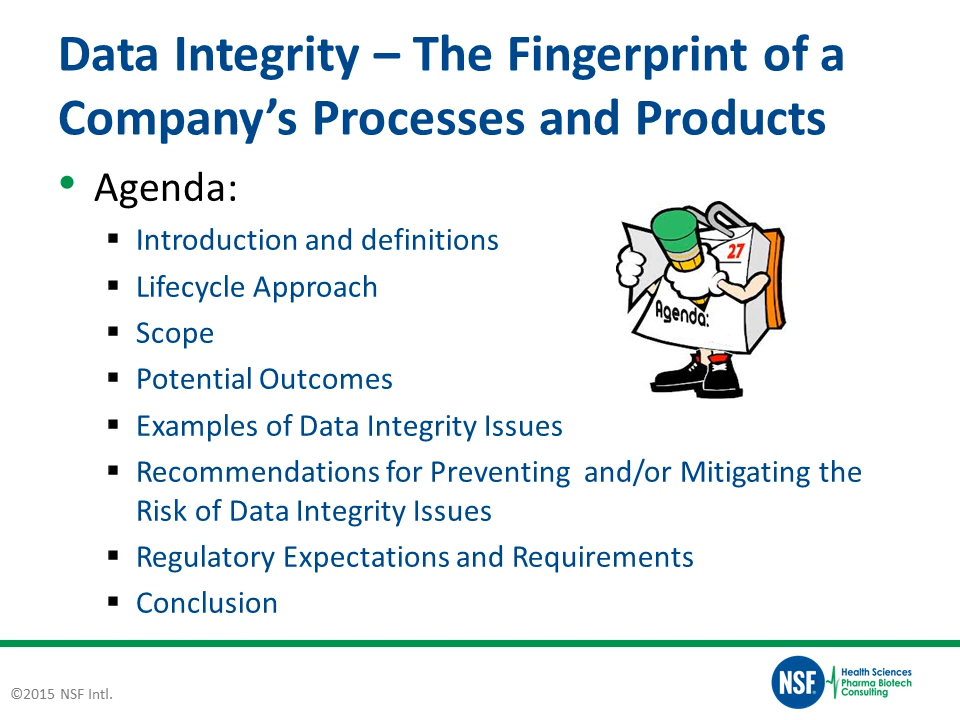 Data Integrity – The Fingerprint of a
Company's Processes and Products
• Agenda:
▪ Introduction and definitions
▪ Lifecycle Approach
▪ Scope
▪ Potential Outcomes
▪ Examples of Data Integrity Issues
▪ Recommendations for Preventing  and/or Mitigating the
Risk of Data Integrity Issues
▪ Regulatory Expectations and Requirements
▪ Conclusion
27
Agenda:
©2015 NSF Intl.
NSF.
Health Sciences
Pharma Biotech
Consulting